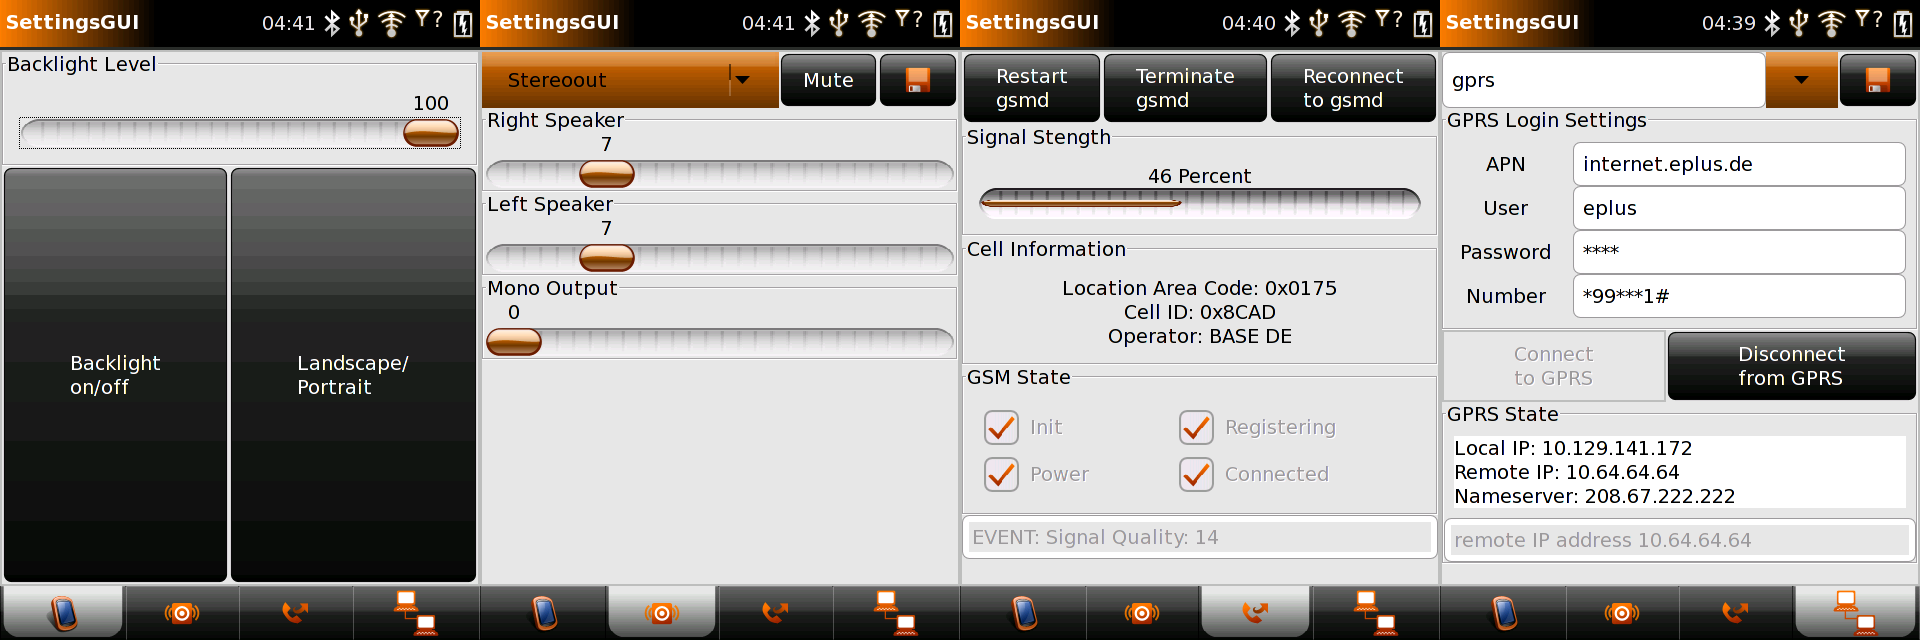 SettingsGUI
04:41
?
Backlight Level
100
Backlight
on/off
Landscape/
Portrait
SettingsGUI
04:41
?
Stereoout
Mute
Right Speaker
7
Left Speaker
7
Mono Output
0
SettingsGUI
04:40
?
Restart
gsmd
Terminate
gsmd
Reconnect
to gsmd
Signal Stength
46 Percent
Cell Information
Location Area Code: 0x0175
Cell ID: 0x8CAD
Operator: BASE DE
GSM State
Init
Registering
Power
Connected
EVENT: Signal Quality: 14
SettingsGUI
04:39
?
gprs
GPRS Login Settings
APN
internet.eplus.de
User
eplus
Password
****
Number
*99***1#
Connect
to GPRS
Disconnect
from GPRS
GPRS State
Local IP: 10.129.141.172
Remote IP: 10.64.64.64
Nameserver: 208.67.222.222
remote IP address 10.64.64.64